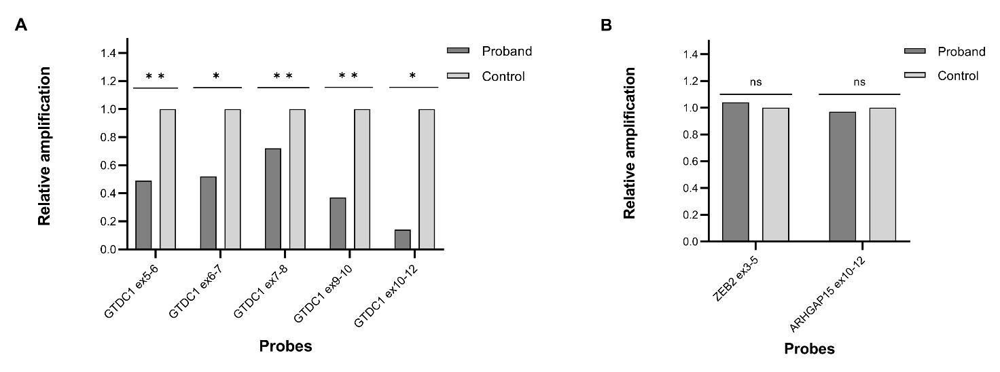 A
Relative amplification
1.4
1.2
1.0
0.8
0.6
0.4
0.2
0.0
* *
*
* *
* *
*
Proband
Control
GTDC1 ex5-6
GTDC1 ex6-7
GTDC1 ex7-8
GTDC1 ex9-10
GTDC1 ex10-12
Probes
B
Relative amplification
1.4
1.2
1.0
0.8
0.6
0.4
0.2
0.0
ns
ns
Proband
Control
ZEB2 ex3-5
ARHGAP15 ex10-12
Probes